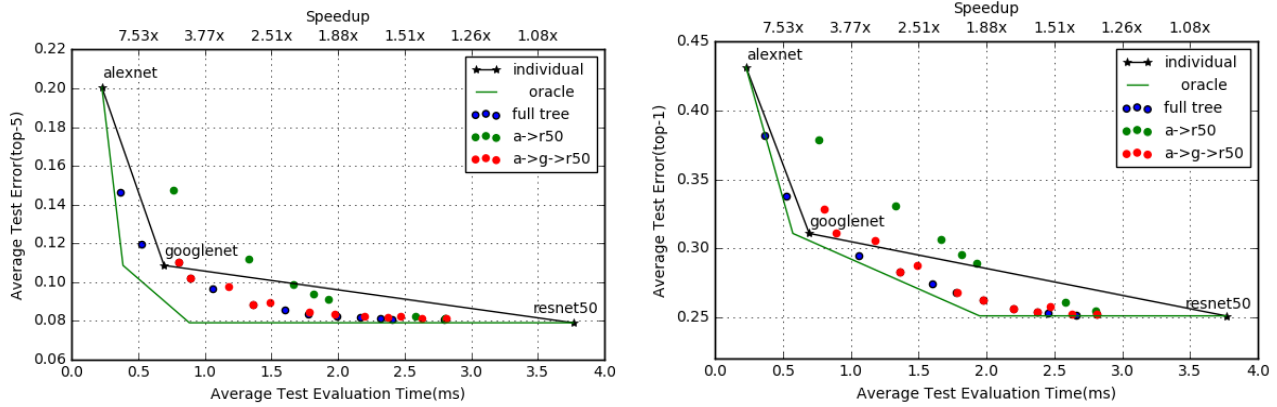 Speedup
7.53x 3.77x 2.51x 1.88x 1.51x 1.26x 1.08x
0.22
0.20
0.18
0.16
0.14
0.12
0.10
0.08
0.06
Average Test Error(top-5)
alexnet
googlenet
resnet50
individual
oracle
full tree
a->r50
a->g->r50
0.0 0.5 1.0 1.5 2.0 2.5 3.0 3.5 4.0
Average Test Evaluation Time(ms)
Speedup
7.53x 3.77x 2.51x 1.88x 1.51x 1.26x 1.08x
0.45
0.40
0.35
0.30
0.25
Average Test Error(top-1)
alexnet
googlenet
resnet50
individual
oracle
full tree
a->r50
a->g->r50
0.0 0.5 1.0 1.5 2.0 2.5 3.0 3.5 4.0
Average Test Evaluation Time(ms)